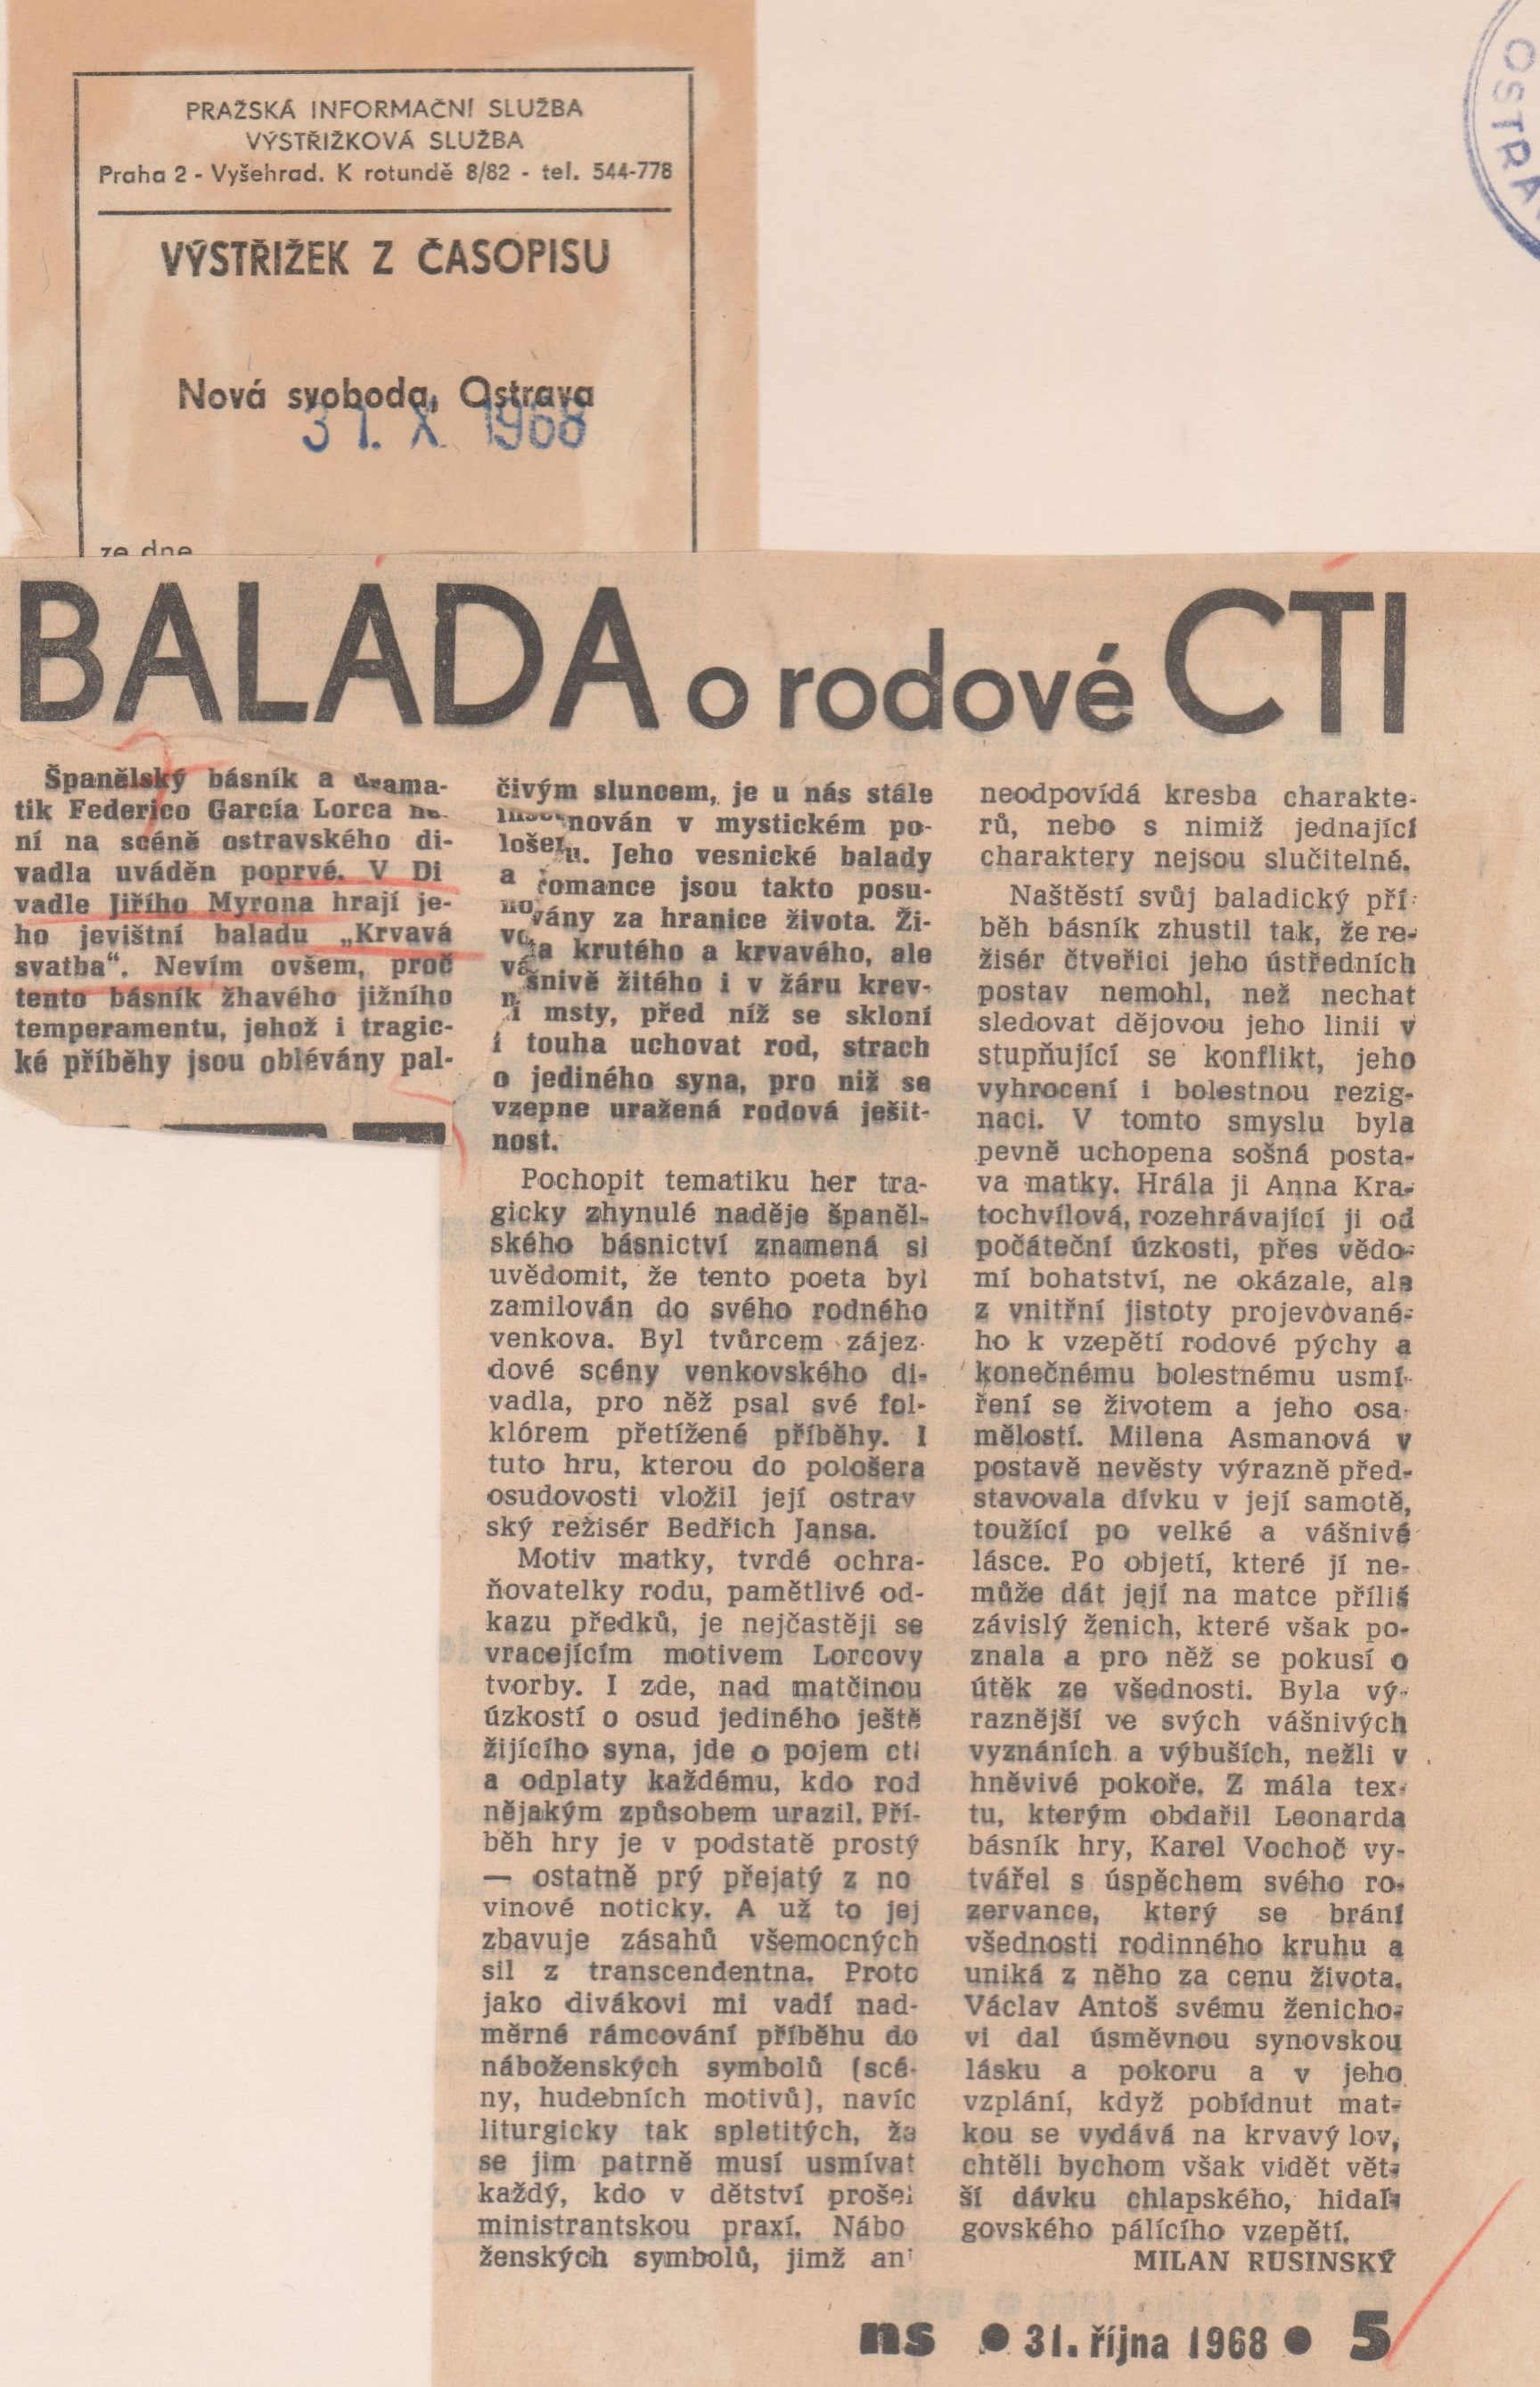 PRAŽSKÁ INFORMAČNÍ SLUŽBA
VÝSTŘIŽKOVÁ SLUŽBA
Praha 2 - Vyšehrad. K rotundě 8/82 - tel. 544-778
VÝSTŘIŽEK Z ČASOPISU
Nová svoboda, Ostrava
31. X. 1968
ze dne
OSTRA
BALADA o rodové CTI
Španělský básník a drama-
tik Federico García Lorca ne-
ní na scéně ostravského di-
vadla uváděn poprvé. V Di
vadle Jiřího Myrona hrají je-
ho jevištní baladu „Krvavá
svatba“. Nevím ovšem, proč
tento básník žhavého jižního
temperamentu, jehož i tragic-
ké příběhy jsou oblévány pal-
čivým sluncem, je u nás stále
inscenován v mystickém po-
lošeru. Jeho vesnické balady
a romance jsou takto posu-
novány za hranice života. Ži-
vota krutého a krvavého, ale
vášnivě žitého i v žáru krev-
ní msty, před níž se skloní
i touha uchovat rod, strach
o jediného syna, pro niž se
vzepne uražená rodová ješit-
nost.
Pochopit tematiku her tra-
gicky zhynulé naděje španěl-
ského básnictví znamená si
uvědomit, že tento poeta byl
zamilován do svého rodného
venkova. Byl tvůrcem zájez-
dové scény venkovského di-
vadla, pro něž psal své fol-
klórem přetížené příběhy. I
tuto hru, kterou do pološera
osudovosti vložil její ostrav
ský režisér Bedřich Jansa.
Motiv matky, tvrdé ochra-
ňovatelky rodu, pamětlivé od-
kazu předků, je nejčastěji se
vracejícím motivem Lorcovy
tvorby. I zde, nad matčinou
úzkostí o osud jediného ještě
žijícího syna, jde o pojem cti
a odplaty každému, kdo rod
nějakým způsobem urazil. Pří-
běh hry je v podstatě prostý
— ostatně prý přejatý z no
vinové noticky. A už to jej
zbavuje zásahů všemocných
sil z transcendentna. Proto
jako divákovi mi vadí nad-
měrné rámcování příběhu do
náboženských symbolů (scé-
ny, hudebních motivů), navíc
liturgicky tak spletitých, že
se jim patrně musí usmívat
každý, kdo v dětství prošel
ministrantskou praxí. Nábo
ženských symbolů, jimž ani
neodpovídá kresba charakte-
rů, nebo s nimiž jednající
charaktery nejsou slučitelné.
Naštěstí svůj baladický pří-
běh básník zhustil tak, že re-
žisér čtveřici jeho ústředních
postav nemohl, než nechat
sledovat dějovou jeho linii v
stupňující se konflikt, jeho
vyhrocení i bolestnou rezig-
naci. V tomto smyslu byla
pevně uchopena sošná posta-
va matky. Hrála ji Anna Kra-
tochvílová, rozehrávající ji od
počáteční úzkosti, přes vědo-
mí bohatství, ne okázale, ale
z vnitřní jistoty projevované-
ho k vzepětí rodové pýchy a
konečnému bolestnému usmí-
ření se životem a jeho osa-
mělostí. Milena Asmanová v
postavě nevěsty výrazně před-
stavovala dívku v její samotě,
toužící po velké a vášnivé
lásce. Po objetí, které jí ne-
může dát její na matce příliš
závislý ženich, které však po-
znala a pro něž se pokusí o
útěk ze všednosti. Byla vý-
raznější ve svých vášnivých
vyznáních a výbuších, nežli v
hněvivé pokoře. Z mála tex-
tu, kterým obdařil Leonarda
básník hry, Karel Vochoč vy-
tvářel s úspěchem svého ro-
zervance, který se brání
všednosti rodinného kruhu a
uniká z něho za cenu života.
Václav Antoš svému ženicho-
vi dal úsměvnou synovskou
lásku a pokoru a v jeho
vzplání, když pobídnut mat-
kou se vydává na krvavý lov,
chtěli bychom však vidět vět-
ší dávku chlapského, hidal-
govského pálícího vzepětí.
MILAN RUSINSKÝ
ns ● 31. října 1968 ● 5